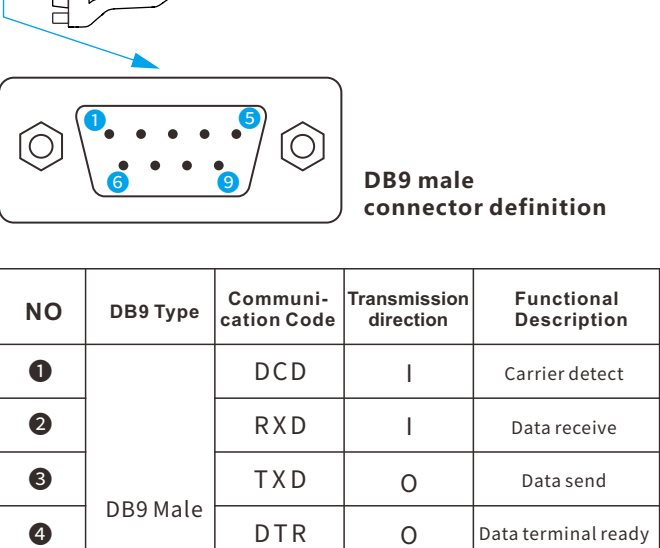 1
5
6
9
DB9 male
connector definition
NO DB9 Type Communi-
cation Code Transmission
direction Functional
Description
1 DCD I Carrier detect
2 RXD I Data receive
3 TXD O Data send
DB9 Male
4 DTR O Data terminal ready